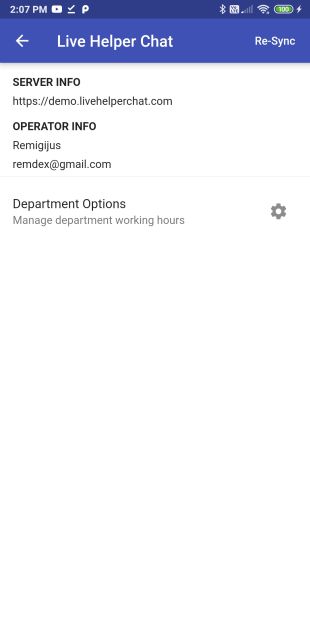 2:07 PM
100
Live Helper Chat
Re-Sync
SERVER INFO
https://demo.livehelperchat.com
OPERATOR INFO
Remigijus
remdex@gmail.com
Department Options
Manage department working hours